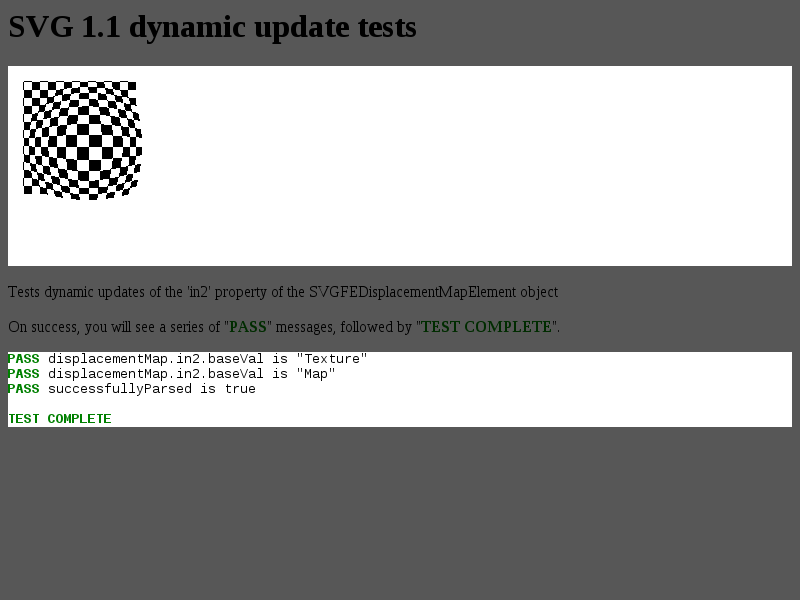 SVG 1.1 dynamic update tests
Tests dynamic updates of the 'in2' property of the SVGFEDisplacementMapElement object
On success, you will see a series of "PASS" messages, followed by "TEST COMPLETE".
PASS displacementMap.in2.baseVal is "Texture"
PASS displacementMap.in2.baseVal is "Map"
PASS successfullyParsed is true
TEST COMPLETE